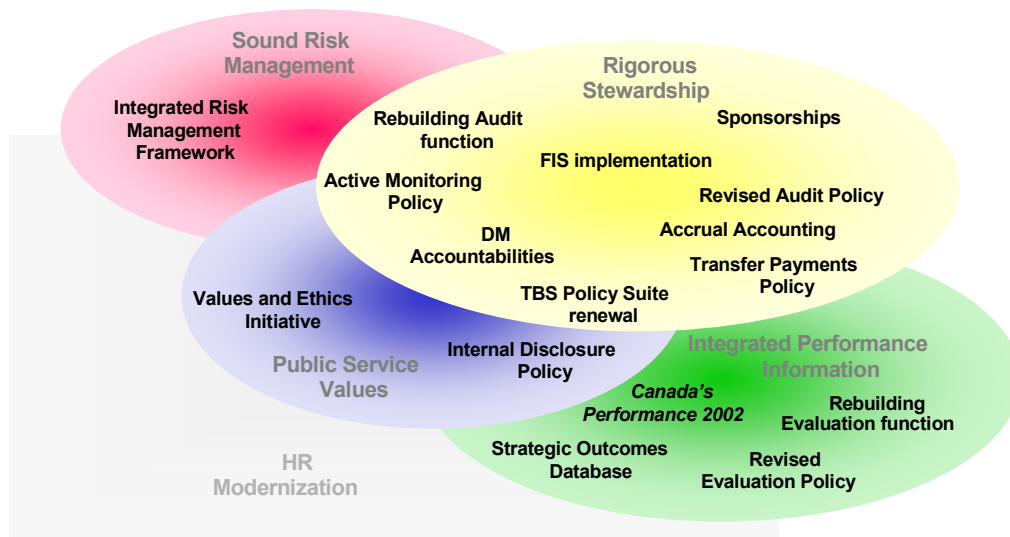 Sound Risk
Management
Integrated Risk
Management
Framework
Rigorous
Stewardship
Rebuilding Audit
function
Sponsorships
FIS implementation
Active Monitoring
Policy
Revised Audit Policy
DM
Accountabilities
Accrual Accounting
Transfer Payments
Policy
TBS Policy Suite
renewal
Values and Ethics
Initiative
Internal Disclosure
Policy
Public Service
Values
Integrated Performance
Information
Canada's
Performance 2002
Rebuilding
Evaluation function
Strategic Outcomes
Database
Revised
Evaluation Policy
HR
Modernization